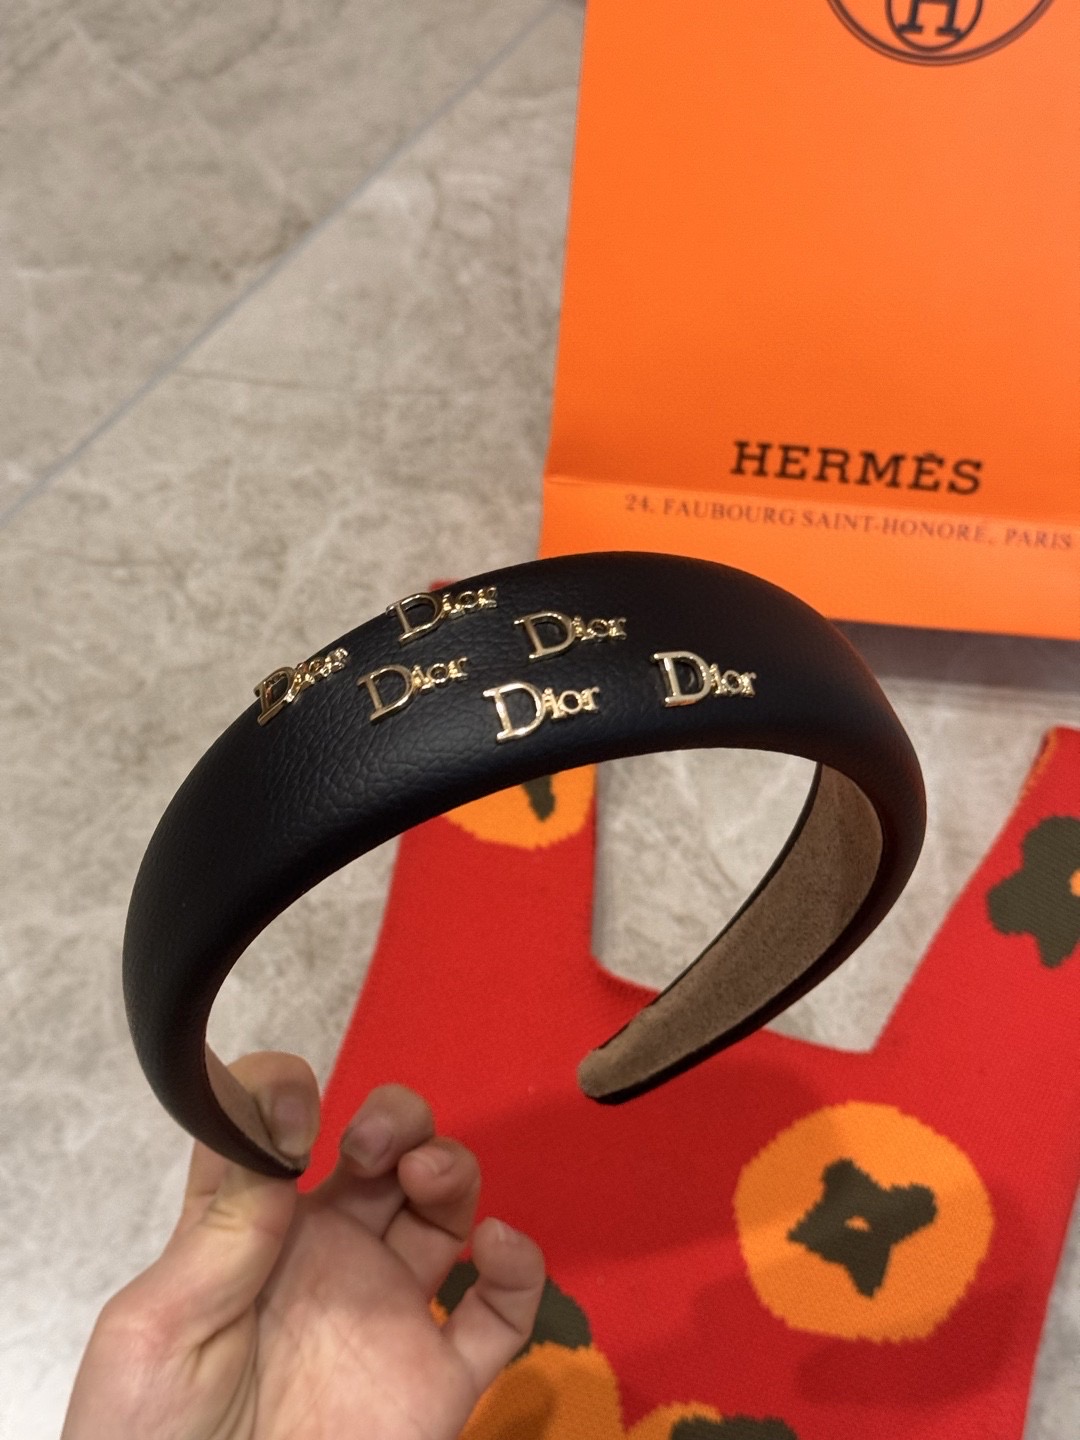 H
HERMÈS
24, FAUBOURG SAINT-HONORÉ, PARIS
Dior
Dior
Dior
Dior
Dior
Dior